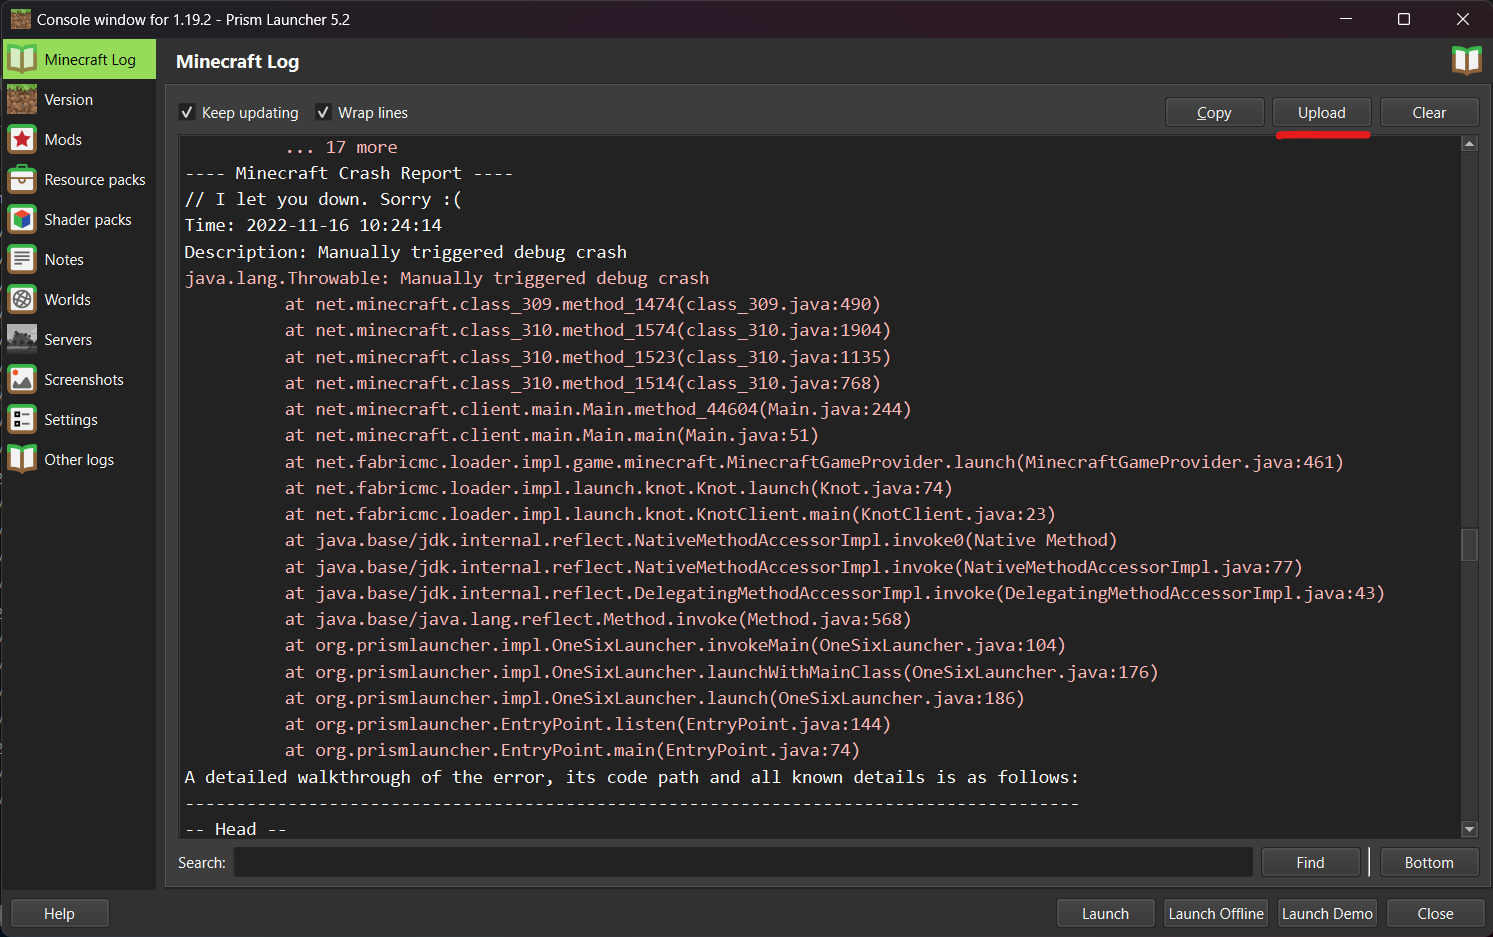 Console window for 1.19.2 - Prism Launcher 5.2
Minecraft Log
Version
Mods
Resource packs
Shader packs
Notes
Worlds
Servers
Screenshots
Settings
Other logs
Minecraft Log
Keep updating Wrap lines Copy Upload Clear
... 17 more
---- Minecraft Crash Report ----
// I let you down. Sorry :(
Time: 2022-11-16 10:24:14
Description: Manually triggered debug crash
java.lang.Throwable: Manually triggered debug crash
at net.minecraft.class_309.method_1474(class_309.java:490)
at net.minecraft.class_310.method_1574(class_310.java:1904)
at net.minecraft.class_310.method_1523(class_310.java:1135)
at net.minecraft.class_310.method_1514(class_310.java:768)
at net.minecraft.client.main.Main.method_44604(Main.java:244)
at net.minecraft.client.main.Main.main(Main.java:51)
at net.fabricmc.loader.impl.game.minecraft.MinecraftGameProvider.launch(MinecraftGameProvider.java:461)
at net.fabricmc.loader.impl.launch.knot.Knot.launch(Knot.java:74)
at net.fabricmc.loader.impl.launch.knot.KnotClient.main(KnotClient.java:23)
at java.base/jdk.internal.reflect.NativeMethodAccessorImpl.invoke0(Native Method)
at java.base/jdk.internal.reflect.NativeMethodAccessorImpl.invoke(NativeMethodAccessorImpl.java:77)
at java.base/jdk.internal.reflect.DelegatingMethodAccessorImpl.invoke(DelegatingMethodAccessorImpl.java:43)
at java.base/java.lang.reflect.Method.invoke(Method.java:568)
at org.prismlauncher.impl.OneSixLauncher.invokeMain(OneSixLauncher.java:104)
at org.prismlauncher.impl.OneSixLauncher.launchWithMainClass(OneSixLauncher.java:176)
at org.prismlauncher.impl.OneSixLauncher.launch(OneSixLauncher.java:186)
at org.prismlauncher.EntryPoint.listen(EntryPoint.java:144)
at org.prismlauncher.EntryPoint.main(EntryPoint.java:74)
A detailed walkthrough of the error, its code path and all known details is as follows:
---------------------------------------------------------------------------------------
-- Head --
Search: Find Bottom
Help Launch Launch Offline Launch Demo Close